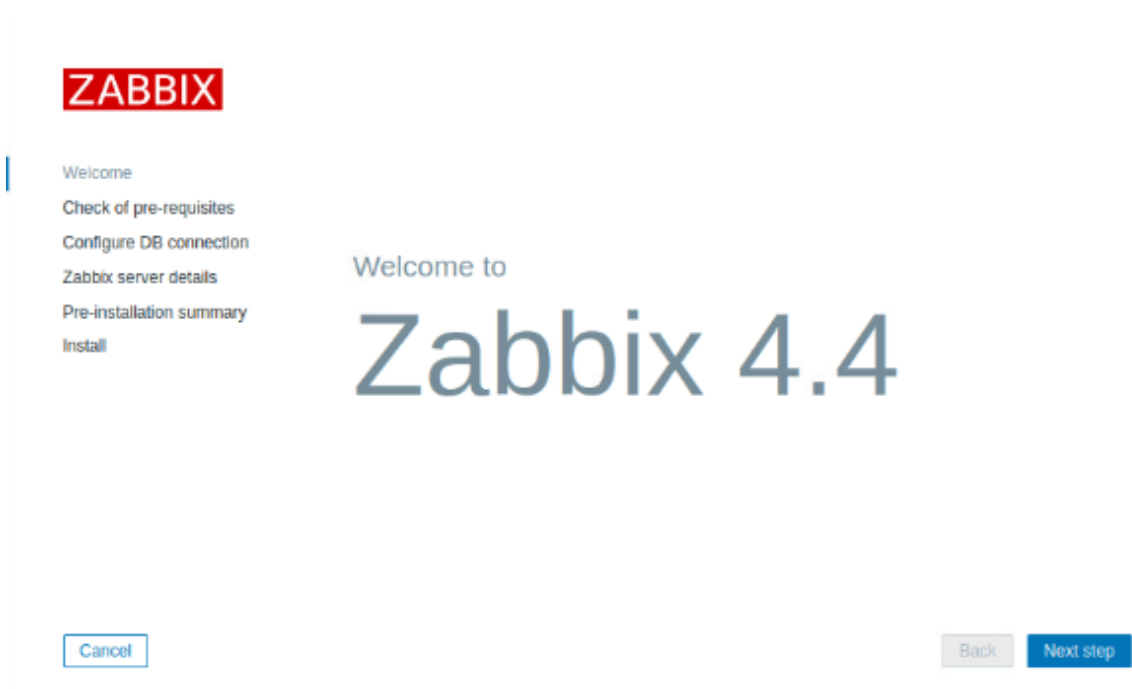 ZABBIX
Welcome
Check of pre-requisites
Configure DB connection
Zabbix server details
Pre-installation summary
Install
Welcome to
Zabbix 4.4
Cancel
Back
Next step